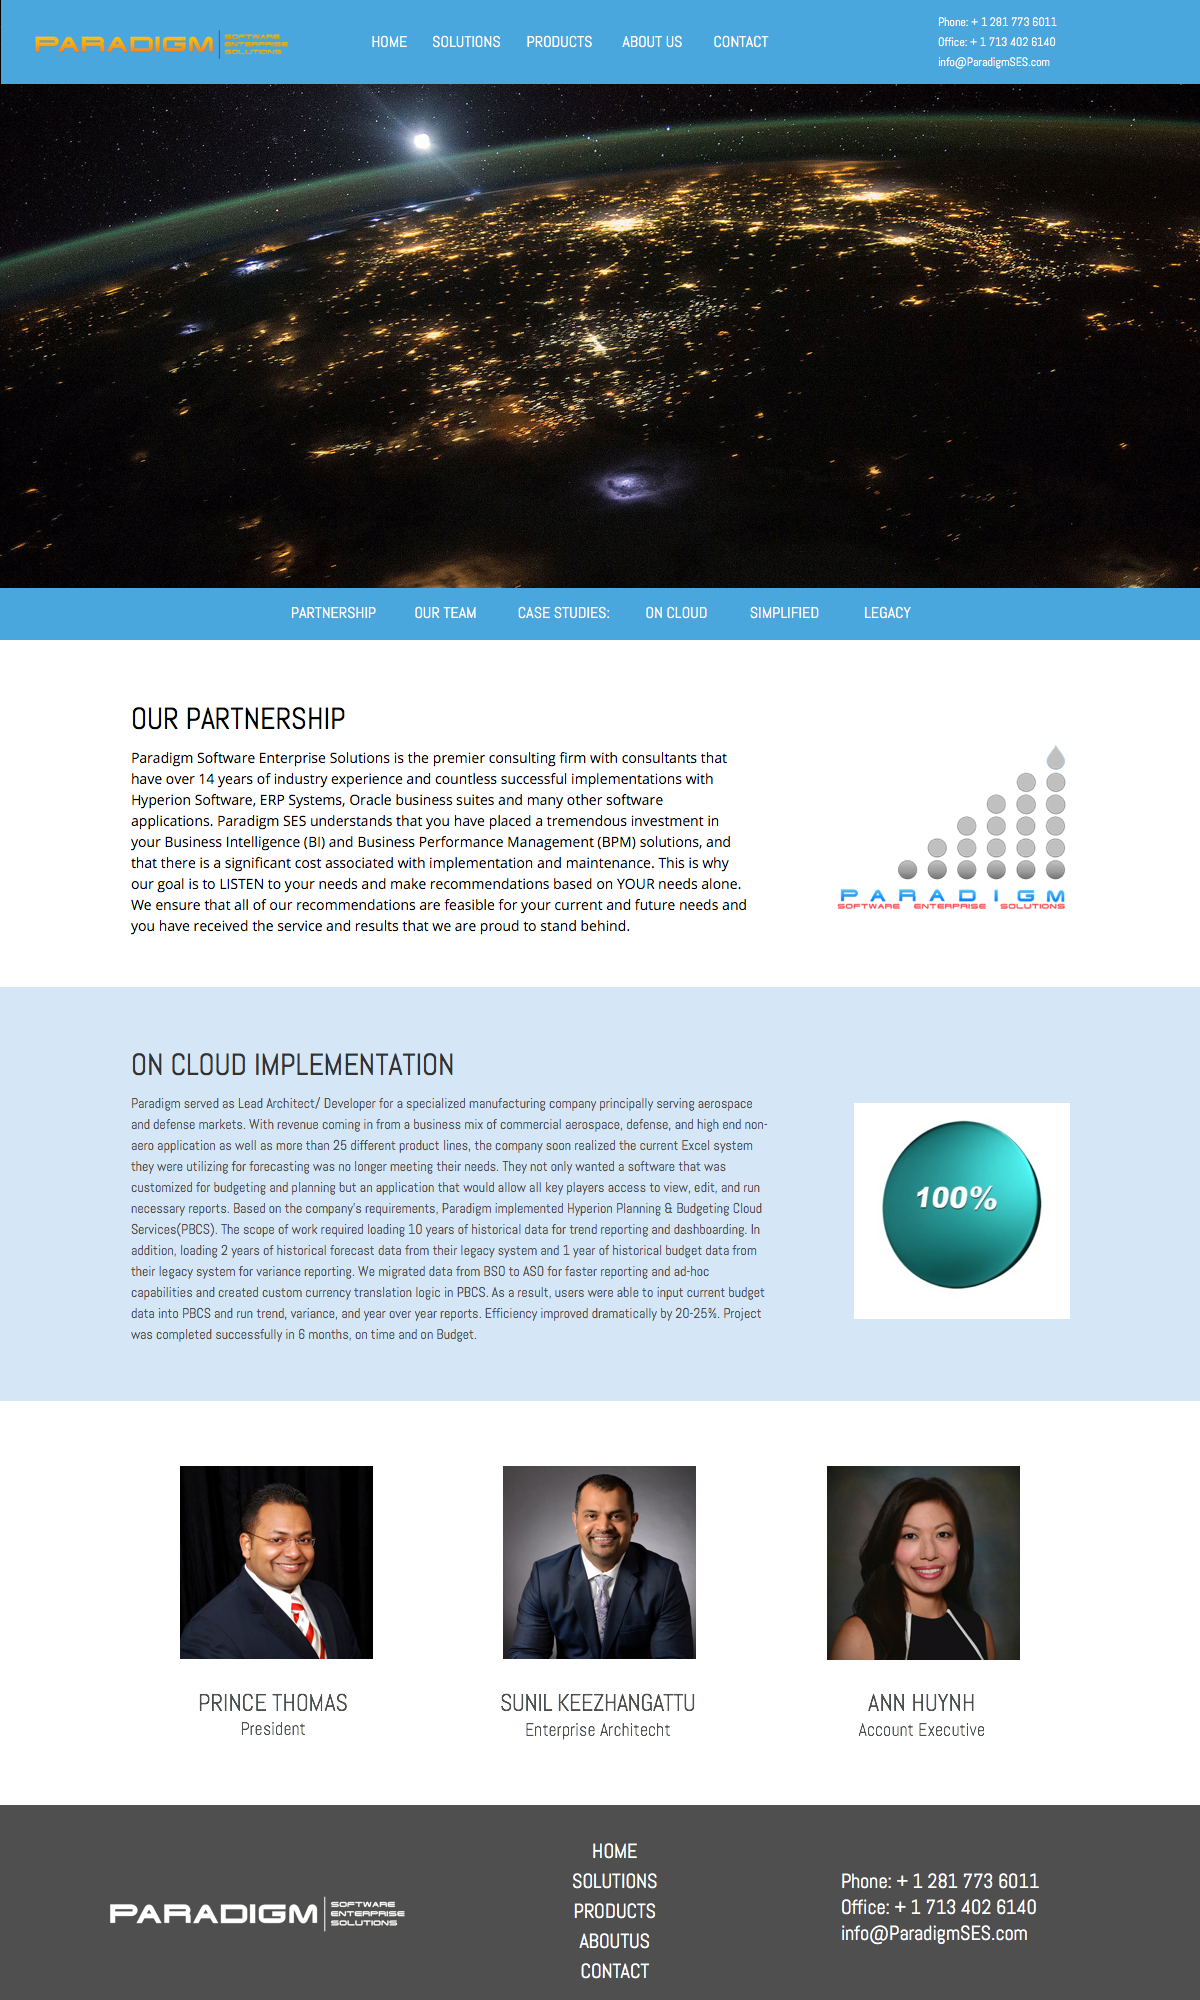 PARADIGM
SOFTWARE
ENTERPRISE
SOLUTIONS
HOME SOLUTIONS PRODUCTS ABOUT US CONTACT
Phone: + 1 281 773 6011
Office: + 1 713 402 6140
info@ParadigmSES.com
PARTNERSHIP OUR TEAM CASE STUDIES: ON CLOUD SIMPLIFIED LEGACY
OUR PARTNERSHIP
Paradigm Software Enterprise Solutions is the premier consulting firm with consultants that
have over 14 years of industry experience and countless successful implementations with
Hyperion Software, ERP Systems, Oracle business suites and many other software
applications. Paradigm SES understands that you have placed a tremendous investment in
your Business Intelligence (BI) and Business Performance Management (BPM) solutions, and
that there is a significant cost associated with implementation and maintenance. This is why
our goal is to LISTEN to your needs and make recommendations based on YOUR needs alone.
We ensure that all of our recommendations are feasible for your current and future needs and
you have received the service and results that we are proud to stand behind.
PARADIGM
SOFTWARE ENTERPRISE SOLUTIONS
ON CLOUD IMPLEMENTATION
Paradigm served as Lead Architect/ Developer for a specialized manufacturing company principally serving aerospace
and defense markets. With revenue coming in from a business mix of commercial aerospace, defense, and high end non-
aero application as well as more than 25 different product lines, the company soon realized the current Excel system
they were utilizing for forecasting was no longer meeting their needs. They not only wanted a software that was
customized for budgeting and planning but an application that would allow all key players access to view, edit, and run
necessary reports. Based on the company's requirements, Paradigm implemented Hyperion Planning & Budgeting Cloud
Services(PBCS). The scope of work required loading 10 years of historical data for trend reporting and dashboarding. In
addition, loading 2 years of historical forecast data from their legacy system and 1 year of historical budget data from
their legacy system for variance reporting. We migrated data from BSO to ASO for faster reporting and ad-hoc
capabilities and created custom currency translation logic in PBCS. As a result, users were able to input current budget
data into PBCS and run trend, variance, and year over year reports. Efficiency improved dramatically by 20-25%. Project
was completed successfully in 6 months, on time and on Budget.
100%
PRINCE THOMAS
President
SUNIL KEEZHANGATTU
Enterprise Architecht
ANN HUYNH
Account Executive
PARADIGM
SOFTWARE
ENTERPRISE
SOLUTIONS
HOME
SOLUTIONS
PRODUCTS
ABOUTUS
CONTACT
Phone: + 1 281 773 6011
Office: + 1 713 402 6140
info@ParadigmSES.com